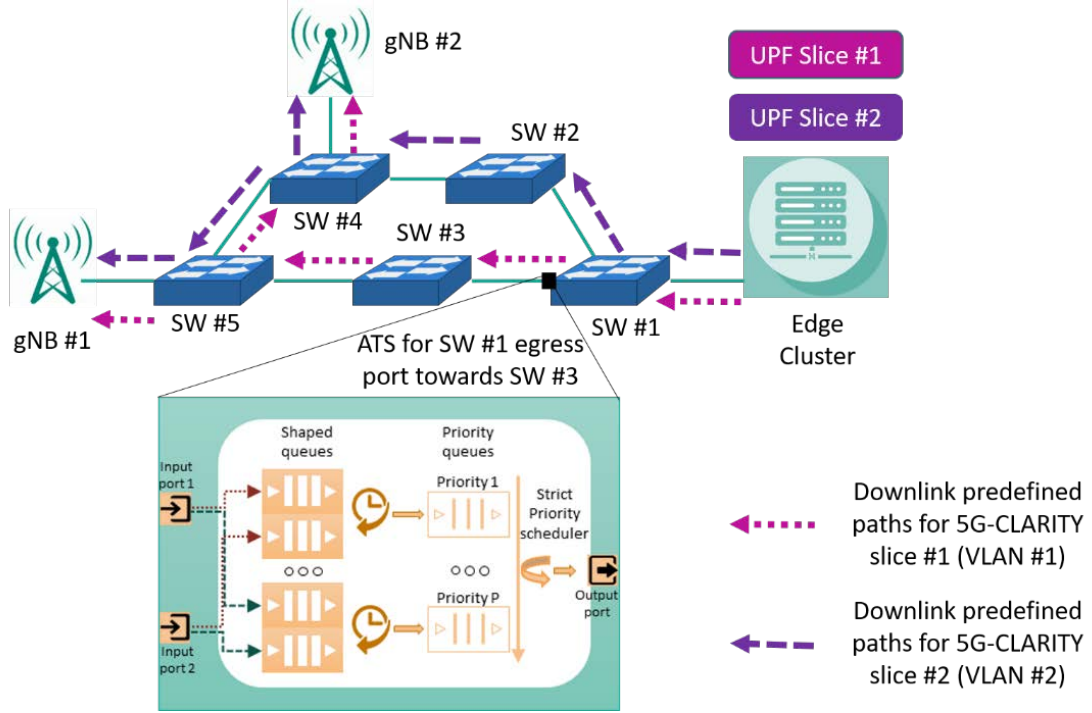 gNB #2
UPF Slice #1
UPF Slice #2
SW #2
SW #4
SW #3
gNB #1
SW #5
SW #1
Edge
Cluster
ATS for SW #1 egress
port towards SW #3
Shaped
queues
Priority
queues
Input
port 1
Priority 1
Strict
Priority
scheduler
Priority P
Output
port
Input
port 2
Downlink predefined
paths for 5G-CLARITY
slice #1 (VLAN #1)
Downlink predefined
paths for 5G-CLARITY
slice #2 (VLAN #2)